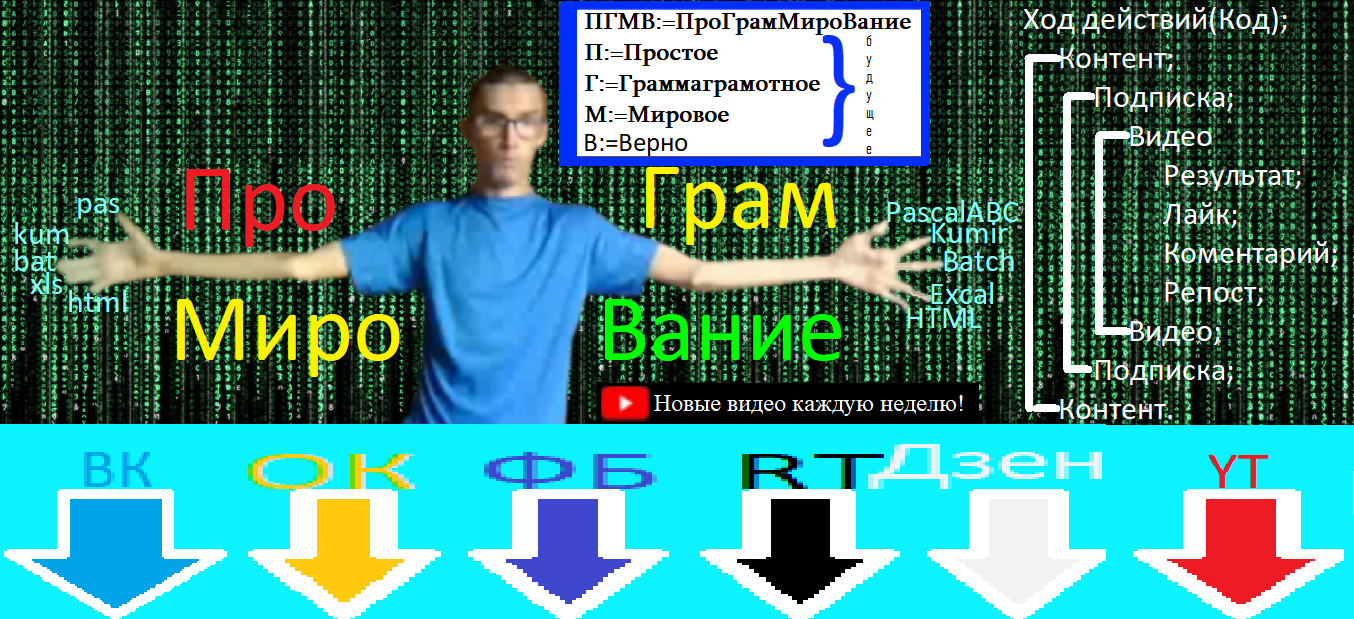 ПГМВ:=ПроГрамМироВание
П:=Простое
Г:=Граммаграмотное
М:=Мировое
В:=Верно
будущее
Ход действий(Код);
Контент;
Подписка;
Видео
Результат;
Лайк;
Коментарий;
Репост;
Видео;
Подписка;
Контент.
Про
Грам
Миро
Вание
pas
kum
bat
xls
html
PascalABC
Kumir
Batch
Excal
HTML
Новые видео каждую неделю!
ВК
ОК
ФБ
RT
Дзен
YT